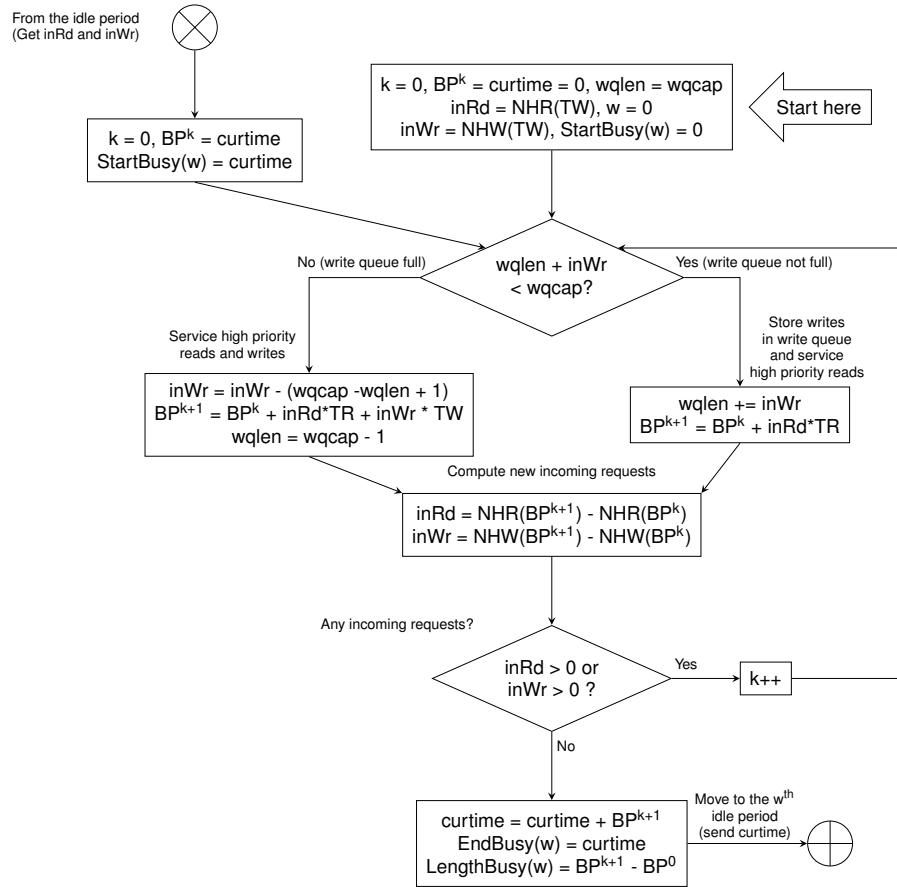 From the idle period
(Get inRd and inWr)
k = 0, BP^k = curtime = 0, wqlen = wqcap
inRd = NHR(TW), w = 0
inWr = NHW(TW), StartBusy(w) = 0
Start here
k = 0, BP^k = curtime
StartBusy(w) = curtime
No (write queue full)
wqlen + inWr
< wqcap?
Yes (write queue not full)
Service high priority
reads and writes
Store writes
in write queue
and service
high priority reads
inWr = inWr - (wqcap -wqlen + 1)
BP^k+1 = BP^k + inRd*TR + inWr * TW
wqlen = wqcap - 1
wqlen += inWr
BP^k+1 = BP^k + inRd*TR
Compute new incoming requests
inRd = NHR(BP^k+1) - NHR(BP^k)
inWr = NHW(BP^k+1) - NHW(BP^k)
Any incoming requests?
inRd > 0 or
inWr > 0 ?
Yes
k++
No
curtime = curtime + BP^k+1
EndBusy(w) = curtime
LengthBusy(w) = BP^k+1 - BP^0
Move to the w^th
idle period
(send curtime)